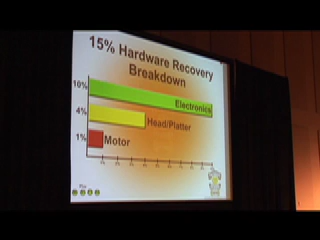 15% Hardware Recovery
Breakdown
10%
Electronics
4%
Head/Platter
1%
Motor